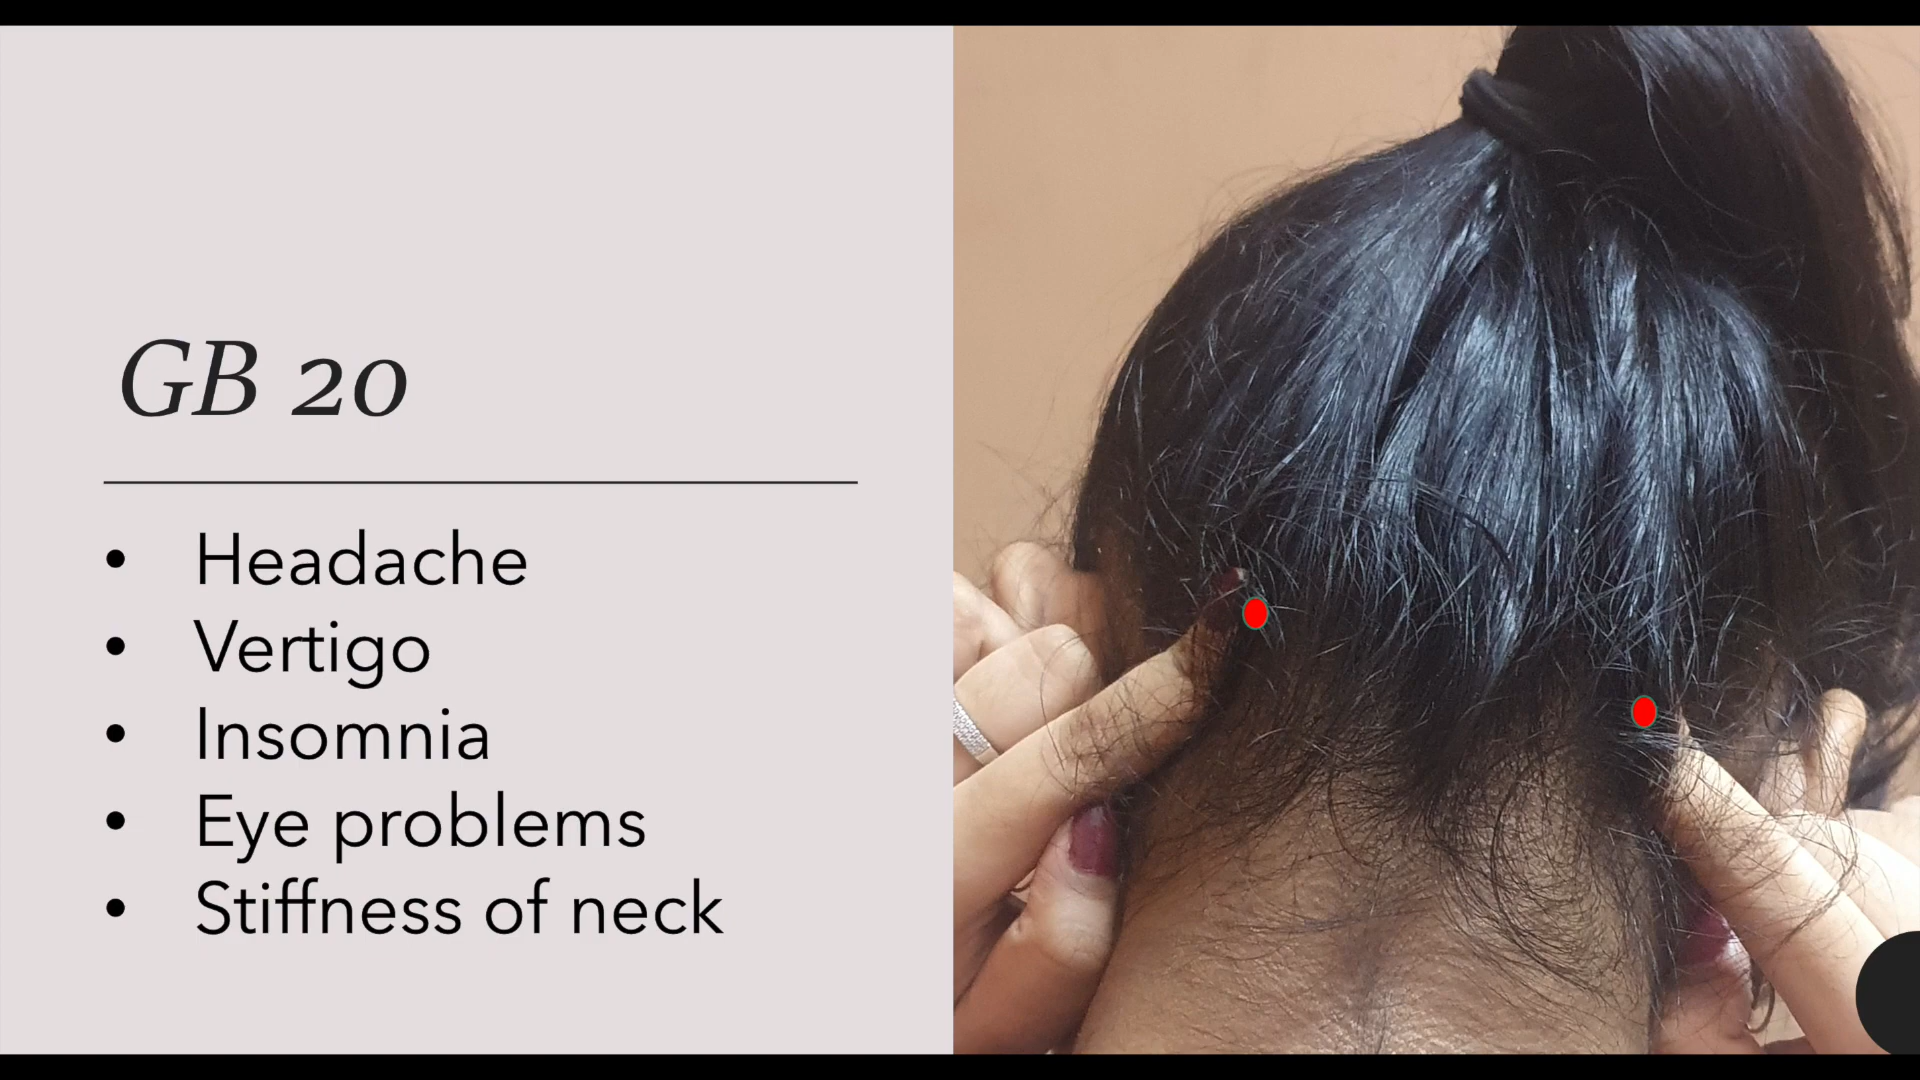 GB 20
• Headache
• Vertigo
• Insomnia
• Eye problems
• Stiffness of neck